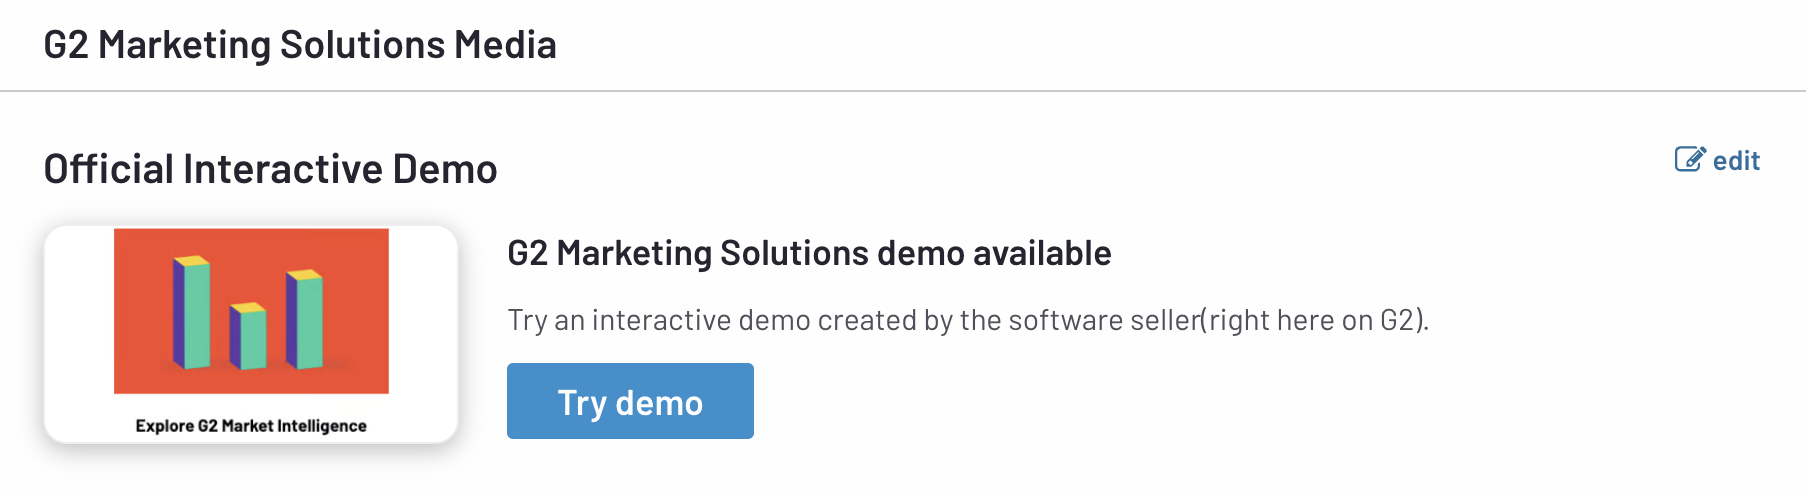 G2 Marketing Solutions Media
Official Interactive Demo
edit
Explore G2 Market Intelligence
G2 Marketing Solutions demo available
Try an interactive demo created by the software seller(right here on G2).
Try demo